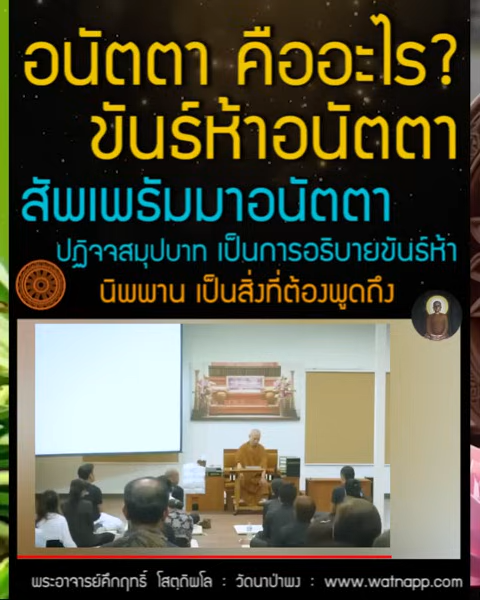 อนัตตา คืออะไร?
ขันธ์ห้าอนัตตา
สัพเพธัมมาอนัตตา
ปฏิจจสมุปบาท เป็นการอธิบายขันธ์ห้า
นิพพาน เป็นสิ่งที่ต้องพูดถึง
พระอาจารย์คึกฤทธิ์ โสตฺถิผโล : วัดนาป่าพง : www.watnapp.com